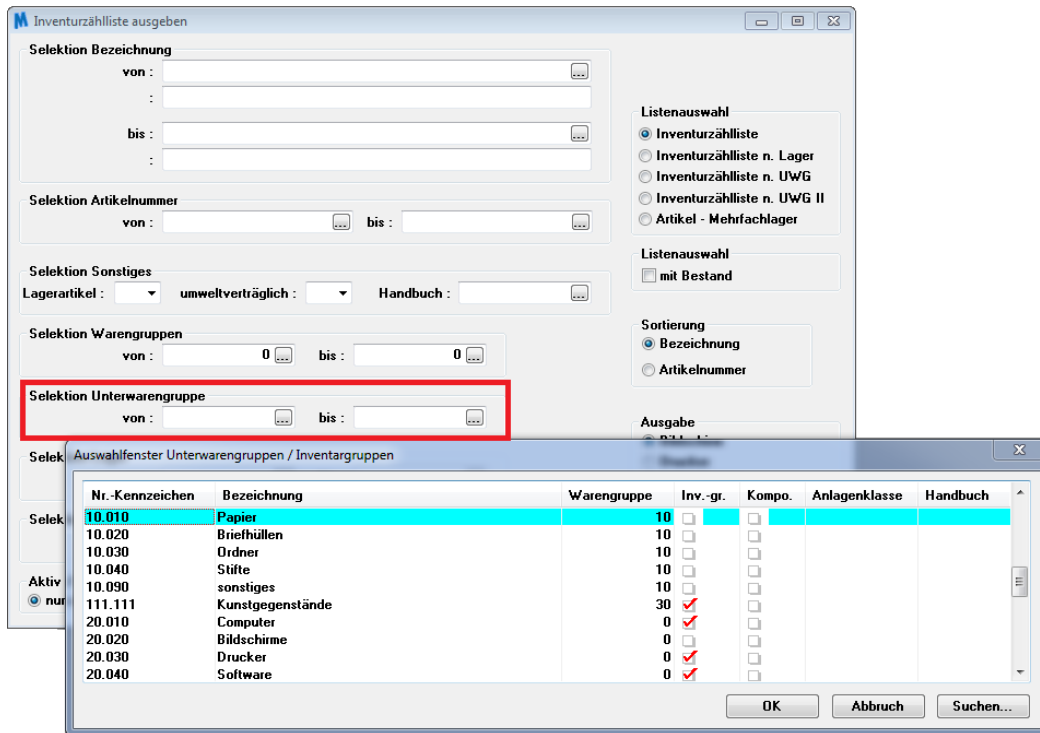 Inventurzählliste ausgeben
Selektion Bezeichnung
von :
...
:
bis :
...
:
Selektion Artikelnummer
von : ... bis : ...
Selektion Sonstiges
Lagerartikel : umweltverträglich : Handbuch : ...
Selektion Warengruppen
von : 0 ... bis : 0 ...
Selektion Unterwarengruppe
von : ... bis : ...
Selek
Selek
Aktiv
nur
Listenauswahl
Inventurzählliste
Inventurzählliste n. Lager
Inventurzählliste n. UWG
Inventurzählliste n. UWG II
Artikel - Mehrfachlager
Listenauswahl
mit Bestand
Sortierung
Bezeichnung
Artikelnummer
Ausgabe
Auswahlfenster Unterwarengruppen / Inventargruppen
Nr.-Kennzeichen Bezeichnung Warengruppe Inv.-gr. Kompo. Anlagenklasse Handbuch
10.010 Papier 10
10.020 Briefhüllen 10
10.030 Ordner 10
10.040 Stifte 10
10.090 sonstiges 10
111.111 Kunstgegenstände 30
20.010 Computer 0
20.020 Bildschirme 0
20.030 Drucker 0
20.040 Software 0
OK Abbruch Suchen...